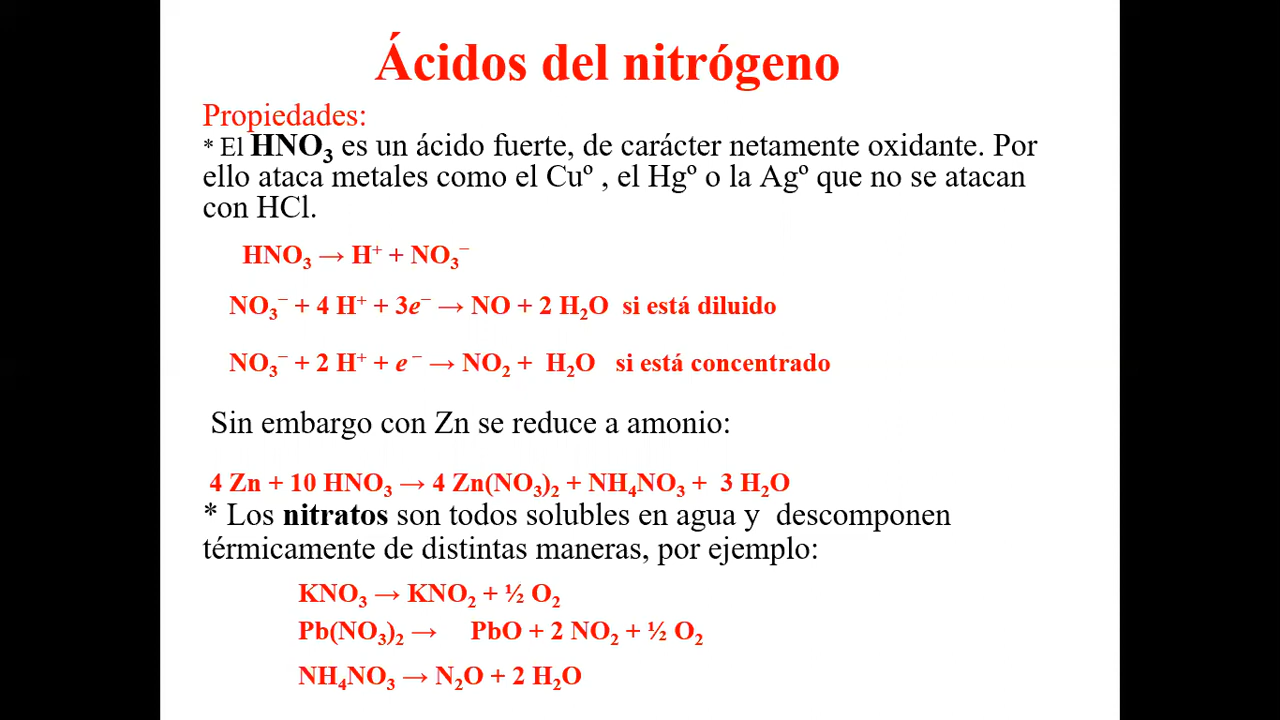 Ácidos del nitrógeno
Propiedades:
* El HNO₃ es un ácido fuerte, de carácter netamente oxidante. Por
ello ataca metales como el Cuº , el Hgº o la Agº que no se atacan
con HCl.
HNO₃ → H⁺ + NO₃⁻
NO₃⁻ + 4 H⁺ + 3e⁻ → NO + 2 H₂O si está diluido
NO₃⁻ + 2 H⁺ + e⁻ → NO₂ + H₂O si está concentrado
Sin embargo con Zn se reduce a amonio:
4 Zn + 10 HNO₃ → 4 Zn(NO₃)₂ + NH₄NO₃ + 3 H₂O
* Los nitratos son todos solubles en agua y descomponen
térmicamente de distintas maneras, por ejemplo:
KNO₃ → KNO₂ + ½ O₂
Pb(NO₃)₂ → PbO + 2 NO₂ + ½ O₂
NH₄NO₃ → N₂O + 2 H₂O